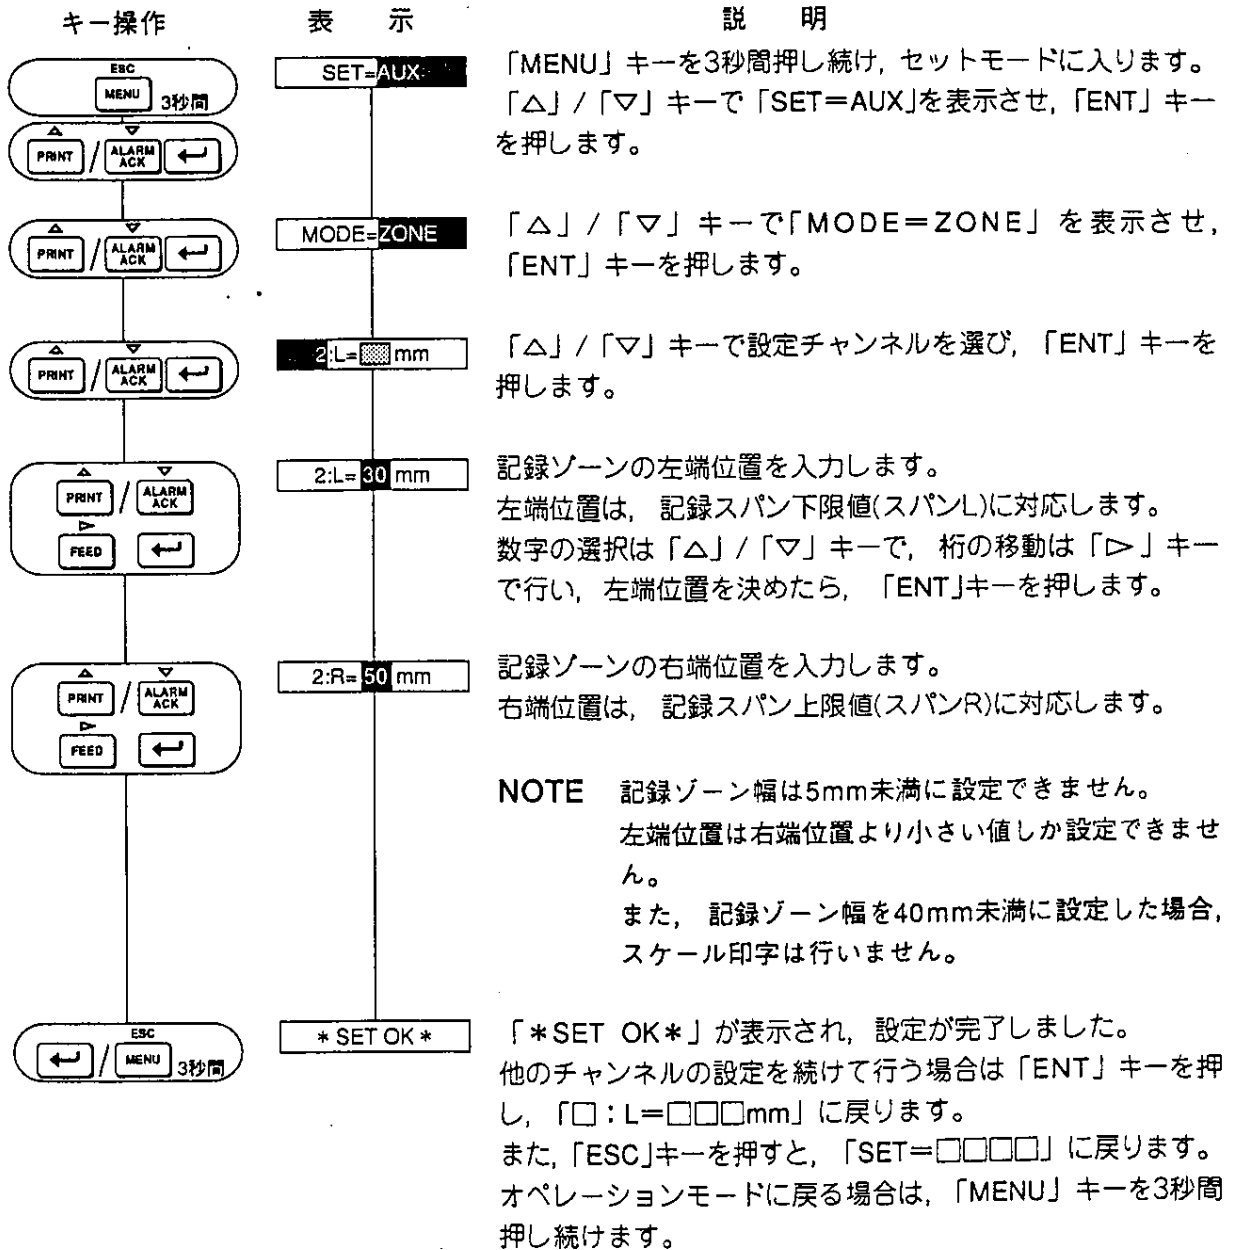 キー操作 表 示 説 明
ESC
MENU 3秒間
PRINT / ALARM ACK
SET=AUX
「MENU」キーを3秒間押し続け,セットモードに入ります。
「△」/「▽」キーで「SET=AUX」を表示させ,「ENT」キー
を押します。
PRINT / ALARM ACK
MODE=ZONE
「△」/「▽」キーで「MODE=ZONE」を表示させ,
「ENT」キーを押します。
PRINT / ALARM ACK
2:L= mm
「△」/「▽」キーで設定チャンネルを選び,「ENT」キーを
押します。
PRINT / ALARM ACK
FEED
2:L=30 mm
記録ゾーンの左端位置を入力します。
左端位置は,記録スパン下限値(スパンL)に対応します。
数字の選択は「△」/「▽」キーで,桁の移動は「▷」キー
で行い,左端位置を決めたら,「ENT」キーを押します。
PRINT / ALARM ACK
FEED
2:R=50 mm
記録ゾーンの右端位置を入力します。
右端位置は,記録スパン上限値(スパンR)に対応します。
NOTE 記録ゾーン幅は5mm未満に設定できません。
左端位置は右端位置より小さい値しか設定できませ
ん。
また,記録ゾーン幅を40mm未満に設定した場合,
スケール印字は行いません。
ESC
/ MENU 3秒間
*SET OK*
「*SET OK*」が表示され,設定が完了しました。
他のチャンネルの設定を続けて行う場合は「ENT」キーを押
し,「□:L=□□□mm」に戻ります。
また,「ESC」キーを押すと,「SET=□□□□」に戻ります。
オペレーションモードに戻る場合は,「MENU」キーを3秒間
押し続けます。